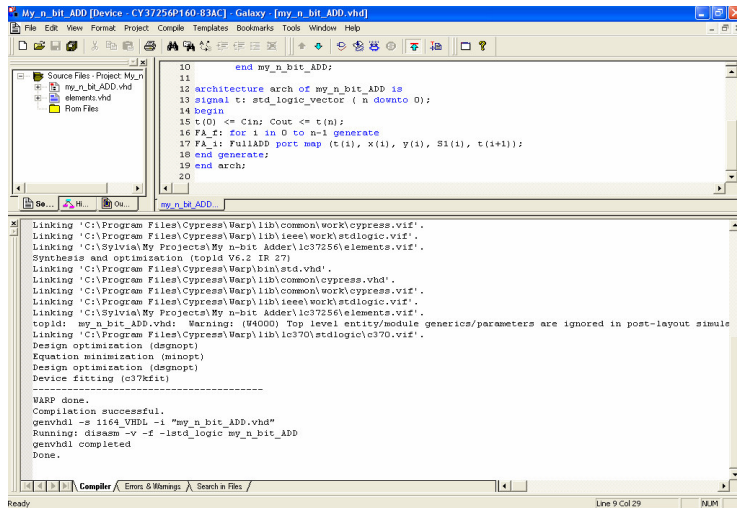 My_n_bit_ADD [Device - CY37256P160-83AC] - Galaxy - [my_n_bit_ADD.vhd]
File Edit View Format Project Compile Templates Bookmarks Tools Window Help
Source Files - Project: My_n
my_n_bit_ADD.vhd
elements.vhd
Rom Files
So... Hi... Ou...
10 end my_n_bit_ADD;
11
12 architecture arch of my_n_bit_ADD is
13 signal t: std_logic_vector ( n downto 0);
14 begin
15 t(0) <= Cin; Cout <= t(n);
16 FA_f: for i in 0 to n-1 generate
17 FA_i: FullADD port map (t(i), x(i), y(i), S1(i), t(i+1));
18 end generate;
19 end arch;
20
my_n_bit_ADD...
Linking 'C:\Program Files\Cypress\Warp\lib\common\work\cypress.vif'.
Linking 'C:\Program Files\Cypress\Warp\lib\ieee\work\stdlogic.vif'.
Linking 'C:\Sylvia\My Projects\My n-bit Adder\lc37256\elements.vif'.
Synthesis and optimization (topld V6.2 IR 27)
Linking 'C:\Program Files\Cypress\Warp\bin\std.vhd'.
Linking 'C:\Program Files\Cypress\Warp\lib\common\cypress.vhd'.
Linking 'C:\Program Files\Cypress\Warp\lib\common\work\cypress.vif'.
Linking 'C:\Program Files\Cypress\Warp\lib\ieee\work\stdlogic.vif'.
Linking 'C:\Sylvia\My Projects\My n-bit Adder\lc37256\elements.vif'.
topld: my_n_bit_ADD.vhd: Warning: (W4000) Top level entity/module generics/parameters are ignored in post-layout simuls
Linking 'C:\Program Files\Cypress\Warp\lib\lc370\stdlogic\c370.vif'.
Design optimization (dsgnopt)
Equation minimization (minopt)
Design optimization (dsgnopt)
Device fitting (c37kfit)
----------------------------------------
WARP done.
Compilation successful.
genvhdl -s 1164_VHDL -i "my_n_bit_ADD.vhd"
Running: disasm -v -f -lstd_logic my_n_bit_ADD
genvhdl completed
Done.
Compiler Errors & Warnings Search in Files
Ready Line 9 Col 29 NUM